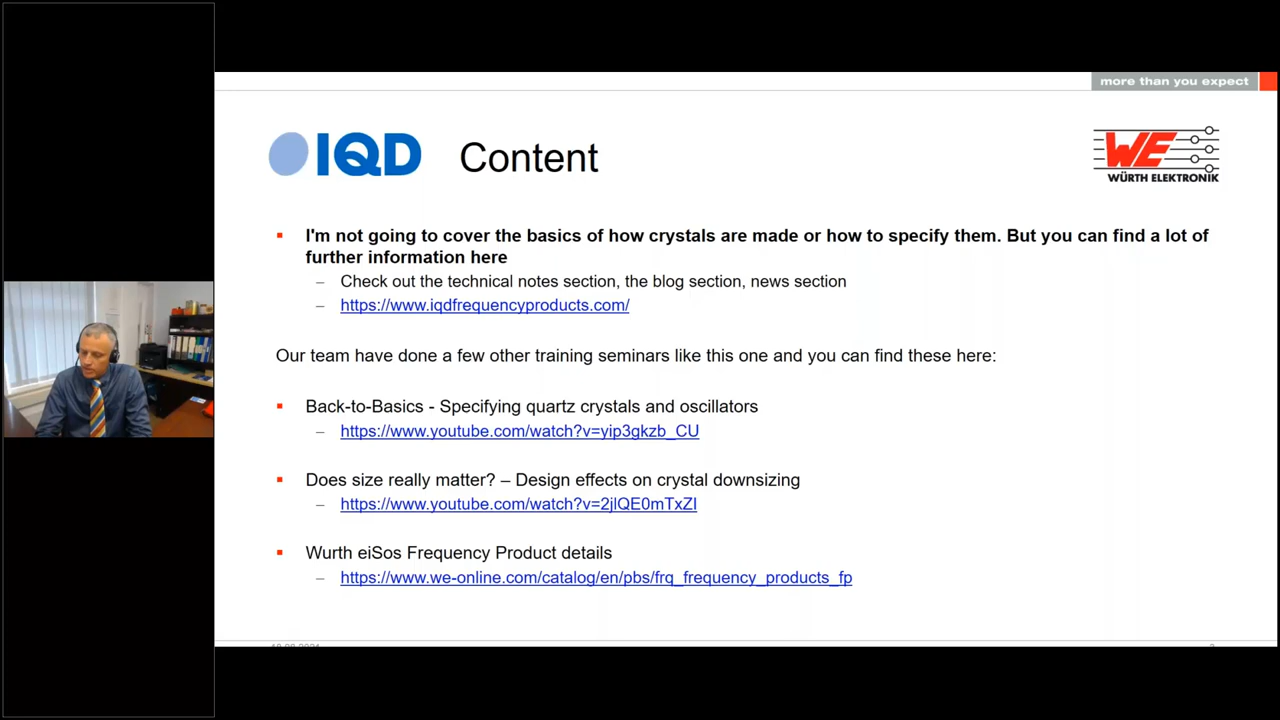 more than you expect
IQD
Content
WE
WÜRTH ELEKTRONIK
▪ I'm not going to cover the basics of how crystals are made or how to specify them. But you can find a lot of
further information here
– Check out the technical notes section, the blog section, news section
– https://www.iqdfrequencyproducts.com/
Our team have done a few other training seminars like this one and you can find these here:
▪ Back-to-Basics - Specifying quartz crystals and oscillators
– https://www.youtube.com/watch?v=yip3gkzb_CU
▪ Does size really matter? – Design effects on crystal downsizing
– https://www.youtube.com/watch?v=2jlQE0mTxZI
▪ Wurth eiSos Frequency Product details
– https://www.we-online.com/catalog/en/pbs/frq_frequency_products_fp